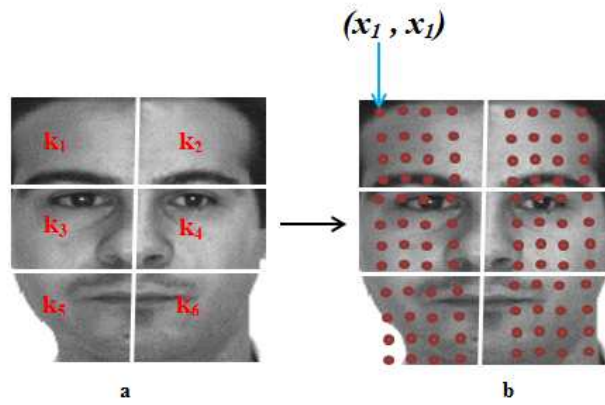 (x₁ , x₁)
k₁ k₂
k₃ k₄
k₅ k₆
a b